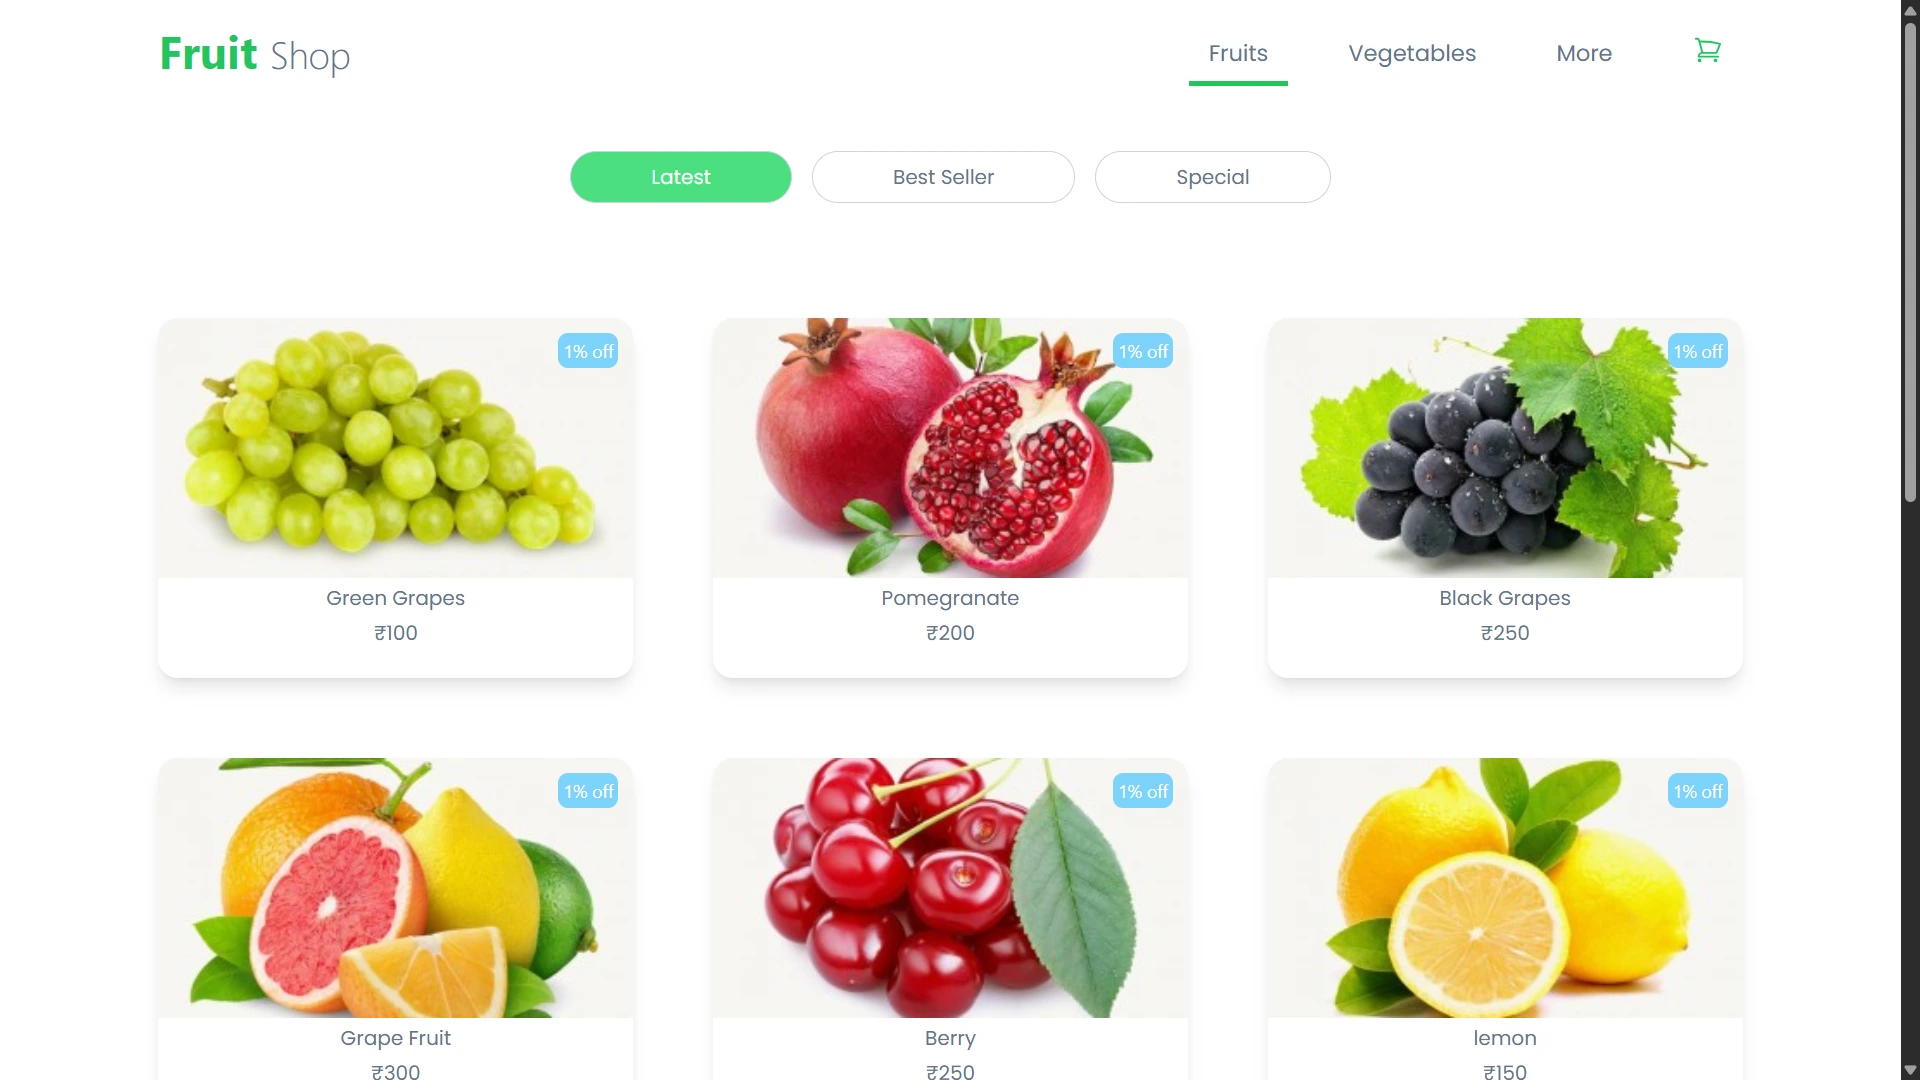 Fruit Shop
Fruits
Vegetables
More
Latest
Best Seller
Special
1% off
1% off
1% off
Green Grapes
Pomegranate
Black Grapes
₹100
₹200
₹250
1% off
1% off
1% off
Grape Fruit
Berry
lemon
₹300
₹250
₹150